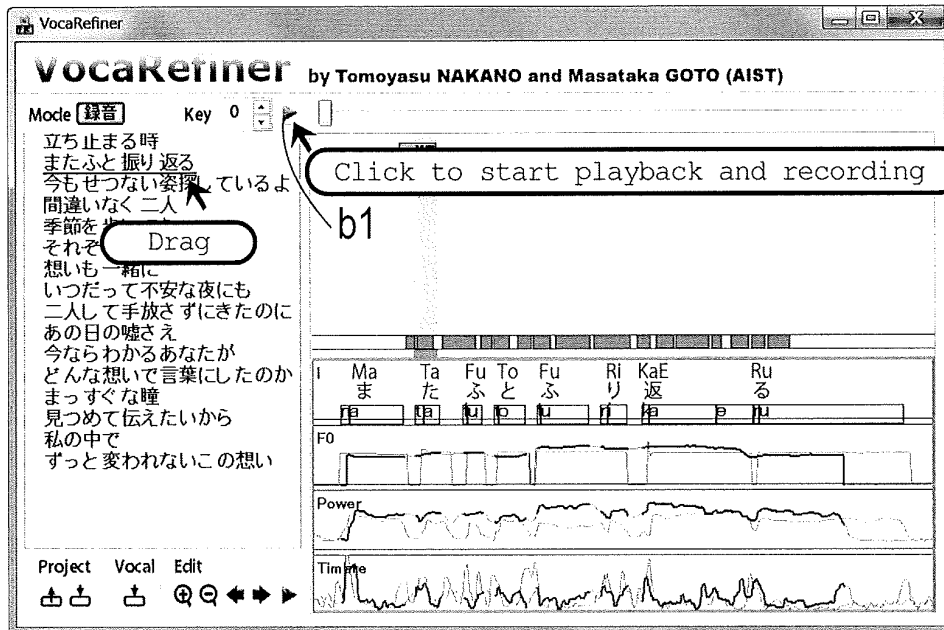 VocaRefiner
VocaRefiner by Tomoyasu NAKANO and Masataka GOTO (AIST)
Mode 録音 Key 0
立ち止まる時
またふと振り返る
今もせつない姿探しているよ
間違いなく二人
季節を
それぞ
想いも一緒に
いつだって不安な夜にも
二人して手放さずにきたのに
あの日の嘘さえ
今ならわかるあなたが
どんな想いで言葉にしたのか
まっすぐな瞳
見つめて伝えたいから
私の中で
ずっと変われないこの想い
Click to start playback and recording
b1
Drag
Ma Ta Fu To Fu Ri KaE Ru
ま た ふ と ふ り 返 る
ma ta fu to fu ri ka e ru
F0
Power
Timbre
Project Vocal Edit